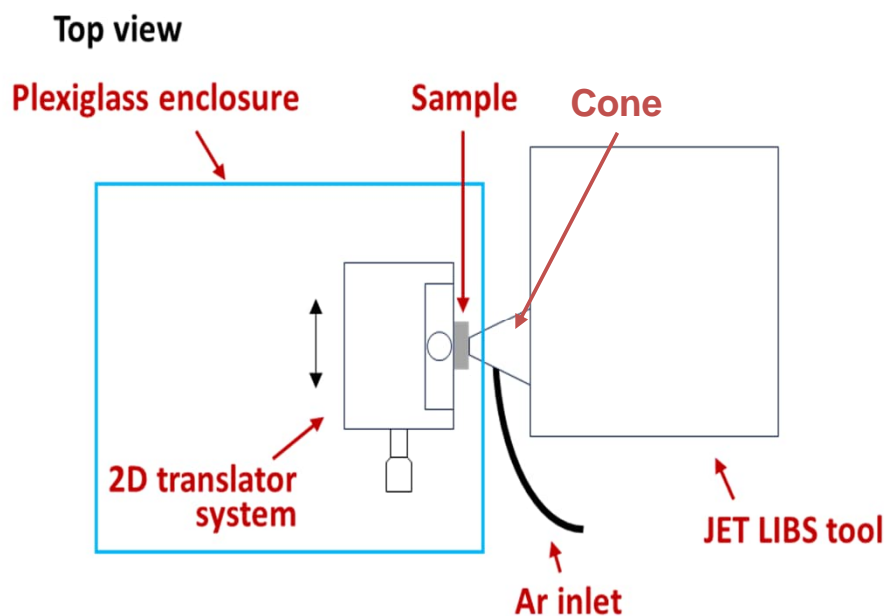 Top view
Plexiglass enclosure
Sample
Cone
2D translator
system
JET LIBS tool
Ar inlet